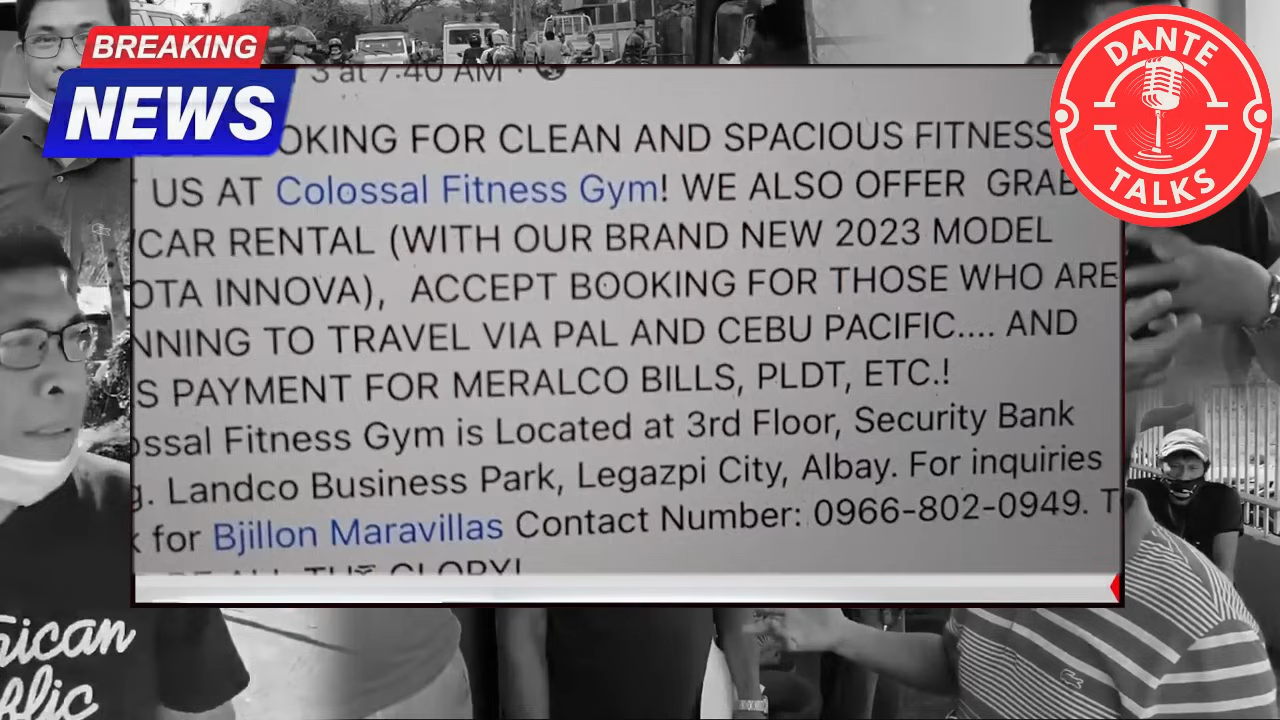 BREAKING
NEWS
DANTE
TALKS
3 at 7:40 AM ·
OKING FOR CLEAN AND SPACIOUS FITNESS
US AT Colossal Fitness Gym! WE ALSO OFFER GRAB
CAR RENTAL (WITH OUR BRAND NEW 2023 MODEL
OTA INNOVA), ACCEPT BOOKING FOR THOSE WHO ARE
NNING TO TRAVEL VIA PAL AND CEBU PACIFIC.... AND
S PAYMENT FOR MERALCO BILLS, PLDT, ETC.!
ossal Fitness Gym is Located at 3rd Floor, Security Bank
g. Landco Business Park, Legazpi City, Albay. For inquiries
k for Bjillon Maravillas Contact Number: 0966-802-0949. T
BE ALL THE GLORY!